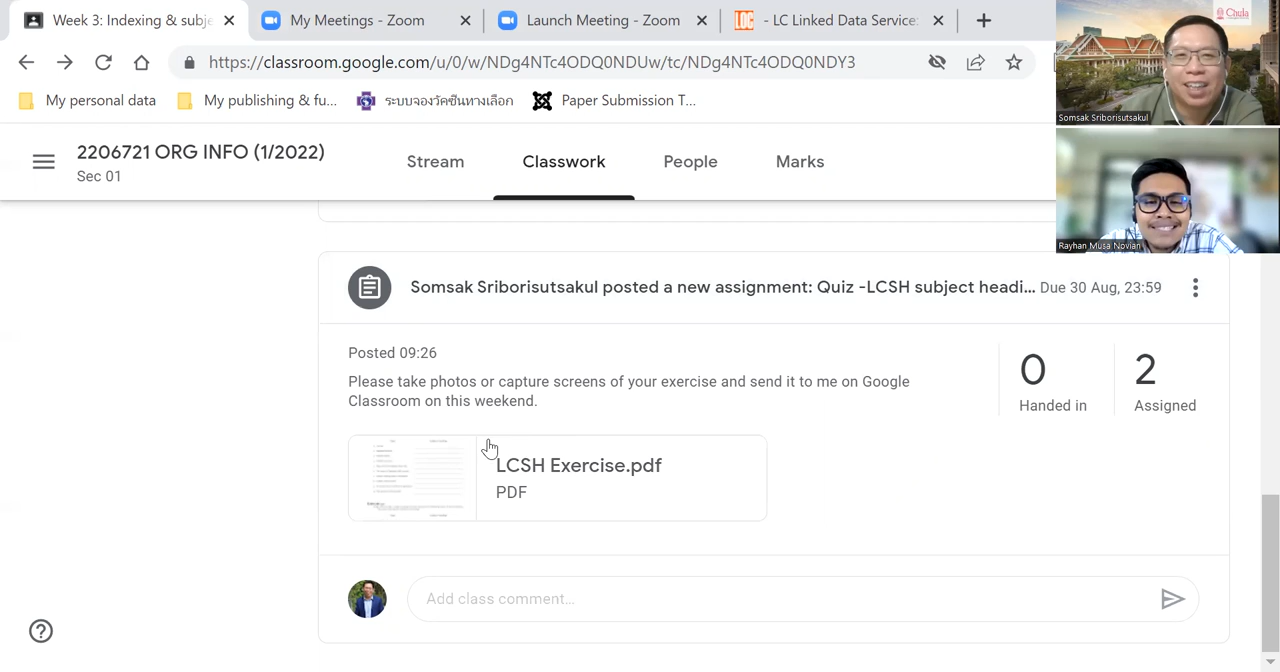 Week 3: Indexing & subje
My Meetings - Zoom
Launch Meeting - Zoom
LOC
- LC Linked Data Service:
https://classroom.google.com/u/0/w/NDg4NTc4ODQ0NDUw/tc/NDg4NTc4ODQ0NDY3
My personal data
My publishing & fu...
ระบบจองวัคซีนทางเลือก
Paper Submission T...
Chula
Somsak Sriborisutsakul
Rayhan Musa Novian
2206721 ORG INFO (1/2022)
Sec 01
Stream
Classwork
People
Marks
Somsak Sriborisutsakul posted a new assignment: Quiz -LCSH subject headi...
Due 30 Aug, 23:59
Posted 09:26
Please take photos or capture screens of your exercise and send it to me on Google
Classroom on this weekend.
0
Handed in
2
Assigned
LCSH Exercise.pdf
PDF
Add class comment...